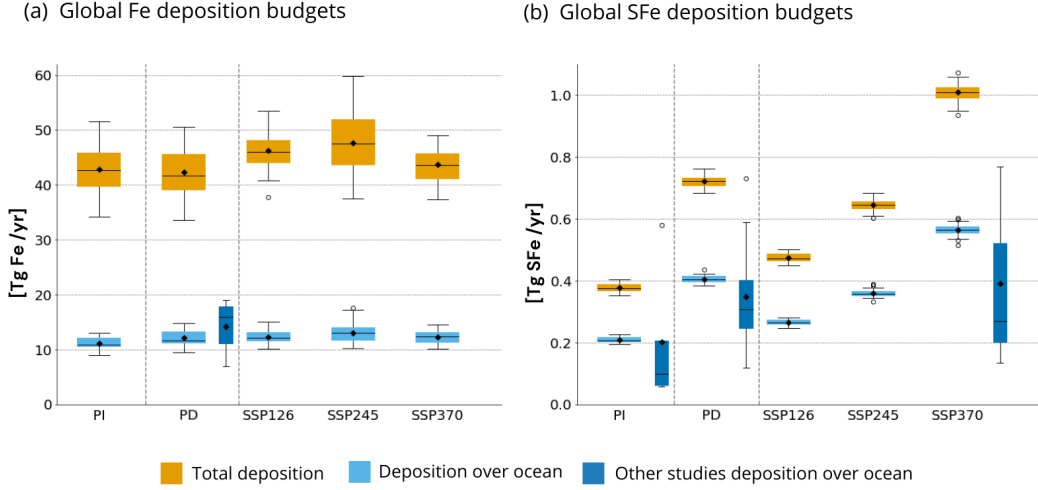 (a) Global Fe deposition budgets
(b) Global SFe deposition budgets
[Tg Fe /yr]
60
50
40
30
20
10
0
PI PD SSP126 SSP245 SSP370
[Tg SFe /yr]
1.0
0.8
0.6
0.4
0.2
0.0
PI PD SSP126 SSP245 SSP370
Total deposition
Deposition over ocean
Other studies deposition over ocean